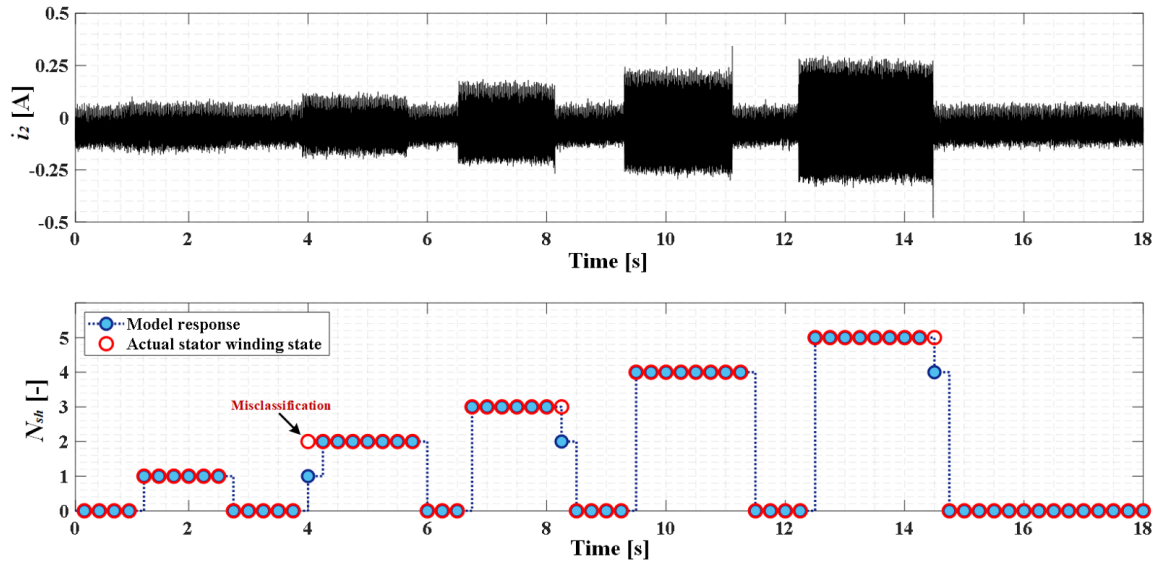 0.5
0.25
0
-0.25
-0.5
i2 [A]
0 2 4 6 8 10 12 14 16 18
Time [s]
Model response
Actual stator winding state
Misclassification
5
4
3
2
1
0
Nsh [-]
0 2 4 6 8 10 12 14 16 18
Time [s]